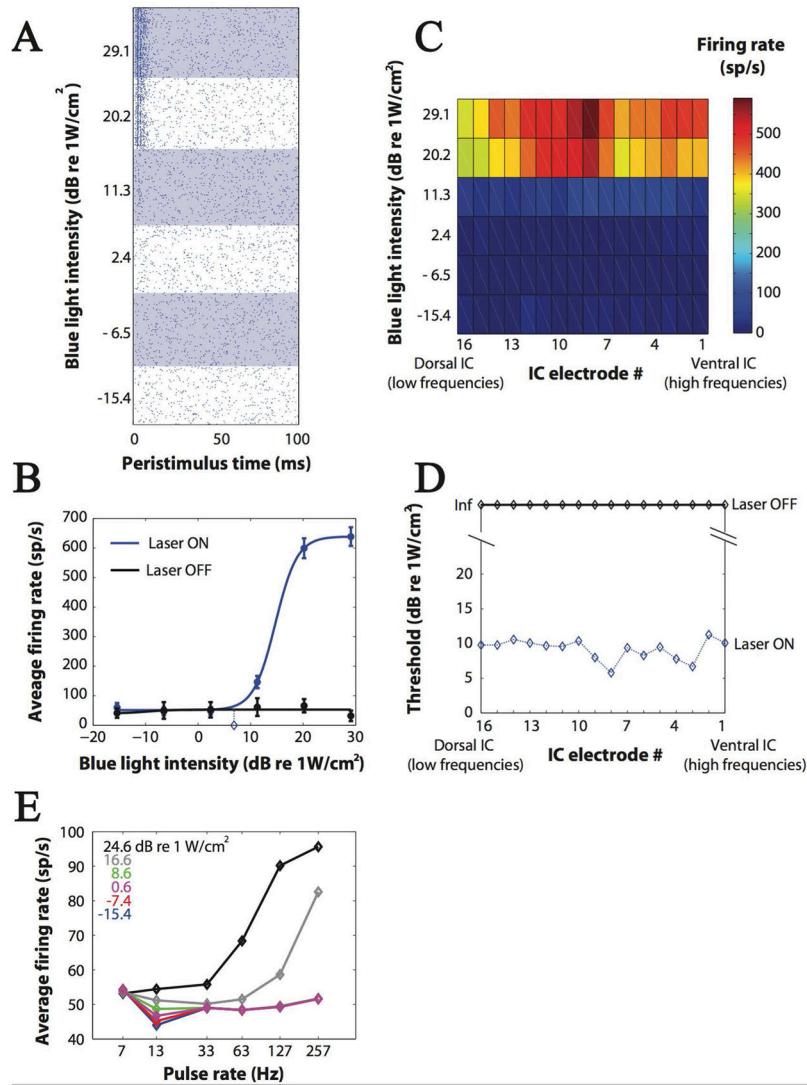 A
Blue light intensity (dB re 1W/cm²)
29.1
20.2
11.3
2.4
- 6.5
-15.4
0
50
100
Peristimulus time (ms)
C
Firing rate
(sp/s)
Blue light intensity (dB re 1W/cm²)
29.1
20.2
11.3
2.4
- 6.5
-15.4
500
400
300
200
100
0
16
13
10
7
4
1
Dorsal IC
(low frequencies)
IC electrode #
Ventral IC
(high frequencies)
B
Aveage firing rate (sp/s)
700
600
500
400
300
200
100
0
Laser ON
Laser OFF
−20
−10
0
10
20
30
Blue light intensity (dB re 1W/cm²)
D
Threshold (dB re 1W/cm²)
Inf
20
15
10
5
0
Laser OFF
Laser ON
16
13
10
7
4
1
Dorsal IC
(low frequencies)
IC electrode #
Ventral IC
(high frequencies)
E
Average firing rate (sp/s)
100
90
80
70
60
50
40
24.6 dB re 1 W/cm²
16.6
8.6
0.6
-7.4
-15.4
7
13
33
63
127
257
Pulse rate (Hz)